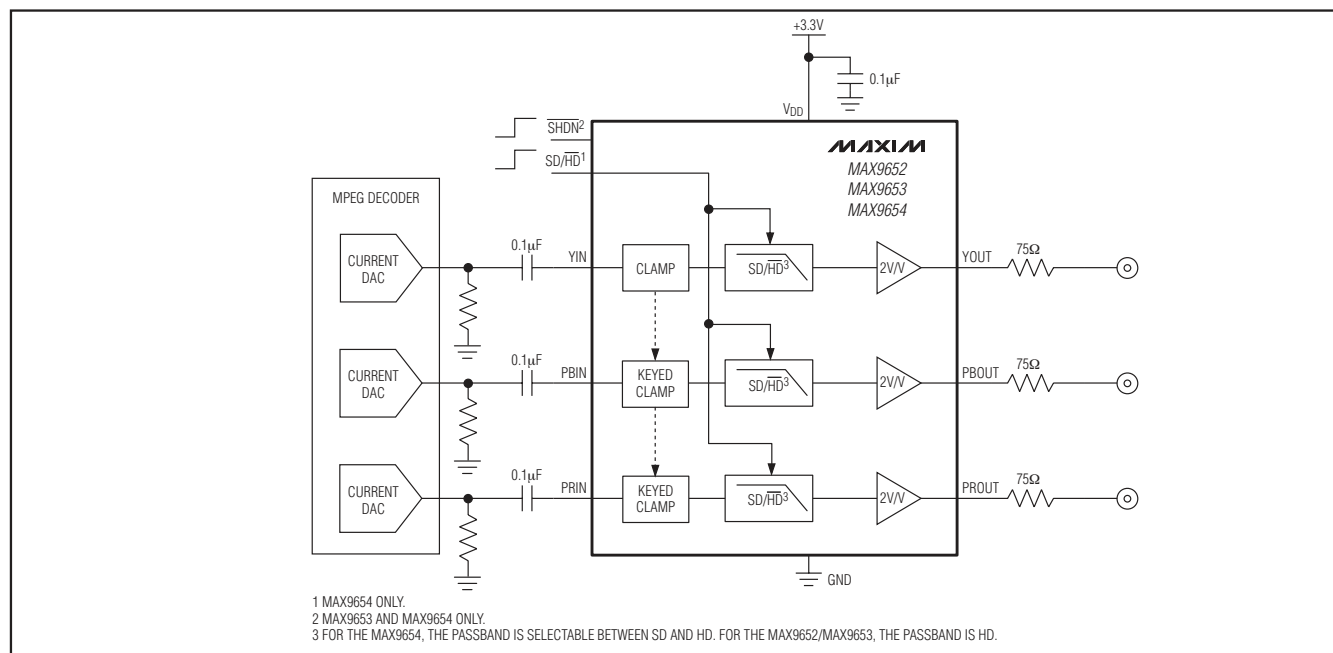 +3.3V
0.1μF
VDD
SHDN2
SD/HD1
MAXIM
MAX9652
MAX9653
MAX9654
MPEG DECODER
CURRENT
DAC
0.1μF
YIN
CLAMP
SD/HD3
2V/V
YOUT
75Ω
CURRENT
DAC
0.1μF
PBIN
KEYED
CLAMP
SD/HD3
2V/V
PBOUT
75Ω
CURRENT
DAC
0.1μF
PRIN
KEYED
CLAMP
SD/HD3
2V/V
PROUT
75Ω
GND
1 MAX9654 ONLY.
2 MAX9653 AND MAX9654 ONLY.
3 FOR THE MAX9654, THE PASSBAND IS SELECTABLE BETWEEN SD AND HD. FOR THE MAX9652/MAX9653, THE PASSBAND IS HD.